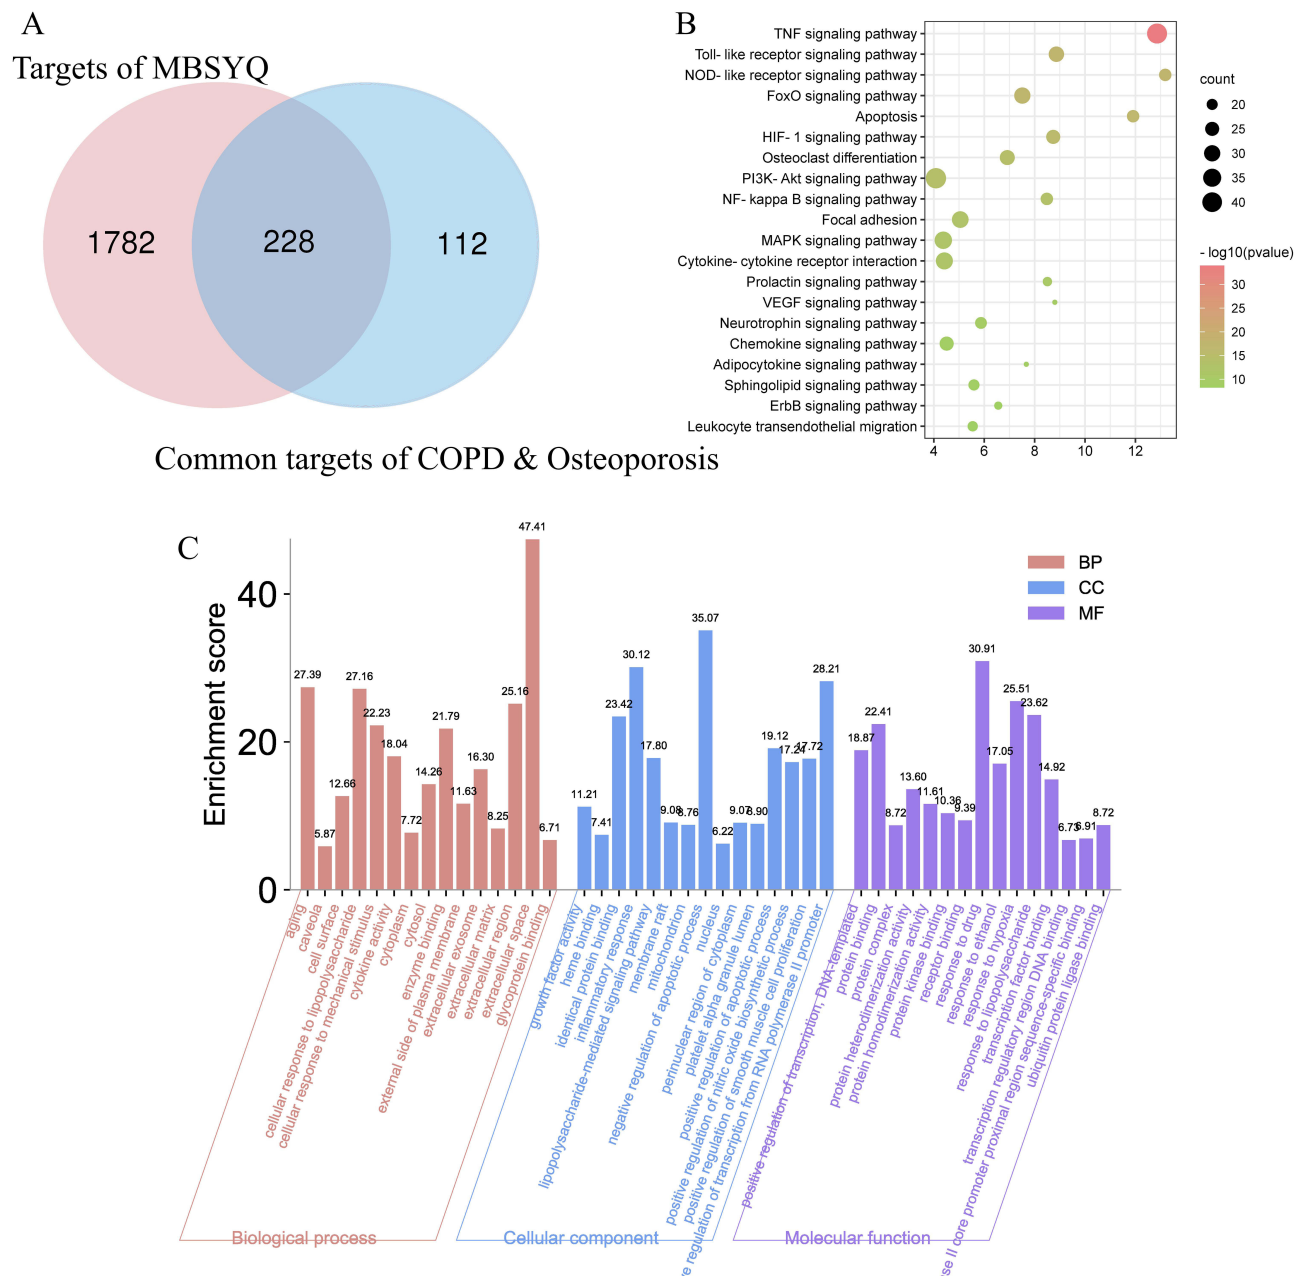 A
Targets of MBSYQ
1782
228
112
Common targets of COPD & Osteoporosis
B
TNF signaling pathway
Toll- like receptor signaling pathway
NOD- like receptor signaling pathway
FoxO signaling pathway
Apoptosis
HIF- 1 signaling pathway
Osteoclast differentiation
PI3K- Akt signaling pathway
NF- kappa B signaling pathway
Focal adhesion
MAPK signaling pathway
Cytokine- cytokine receptor interaction
Prolactin signaling pathway
VEGF signaling pathway
Neurotrophin signaling pathway
Chemokine signaling pathway
Adipocytokine signaling pathway
Sphingolipid signaling pathway
ErbB signaling pathway
Leukocyte transendothelial migration
4 6 8 10 12
count
20
25
30
35
40
- log10(pvalue)
30
25
20
15
10
C
Enrichment score
40
20
0
BP
CC
MF
27.39
5.87
12.66
27.16
22.23
18.04
7.72
14.26
21.79
11.63
16.30
8.25
25.16
47.41
6.71
11.21
7.41
23.42
30.12
17.80
9.08
8.76
35.07
6.22
9.07
8.90
19.12
17.24
17.72
28.21
18.87
22.41
8.72
13.60
11.61
10.36
9.39
30.91
17.05
25.51
23.62
14.92
6.73
6.91
8.72
aging
caveola
cell surface
cellular response to lipopolysaccharide
cellular response to mechanical stimulus
cytokine activity
cytoplasm
cytosol
enzyme binding
external side of plasma membrane
extracellular exosome
extracellular matrix
extracellular region
extracellular space
glycoprotein binding
growth factor activity
heme binding
identical protein binding
inflammatory response
lipopolysaccharide-mediated signaling pathway
membrane raft
mitochondrion
negative regulation of apoptotic process
nucleus
perinuclear region of cytoplasm
platelet alpha granule lumen
positive regulation of apoptotic process
positive regulation of nitric oxide biosynthetic process
positive regulation of smooth muscle cell proliferation
ve regulation of transcription from RNA polymerase II promoter
positive regulation of transcription, DNA-templated
protein binding
protein complex
protein heterodimerization activity
protein homodimerization activity
protein kinase binding
receptor binding
response to drug
response to ethanol
response to hypoxia
response to lipopolysaccharide
transcription factor binding
transcription regulatory region DNA binding
se II core promoter proximal region sequence-specific binding
ubiquitin protein ligase binding
Biological process
Cellular component
Molecular function